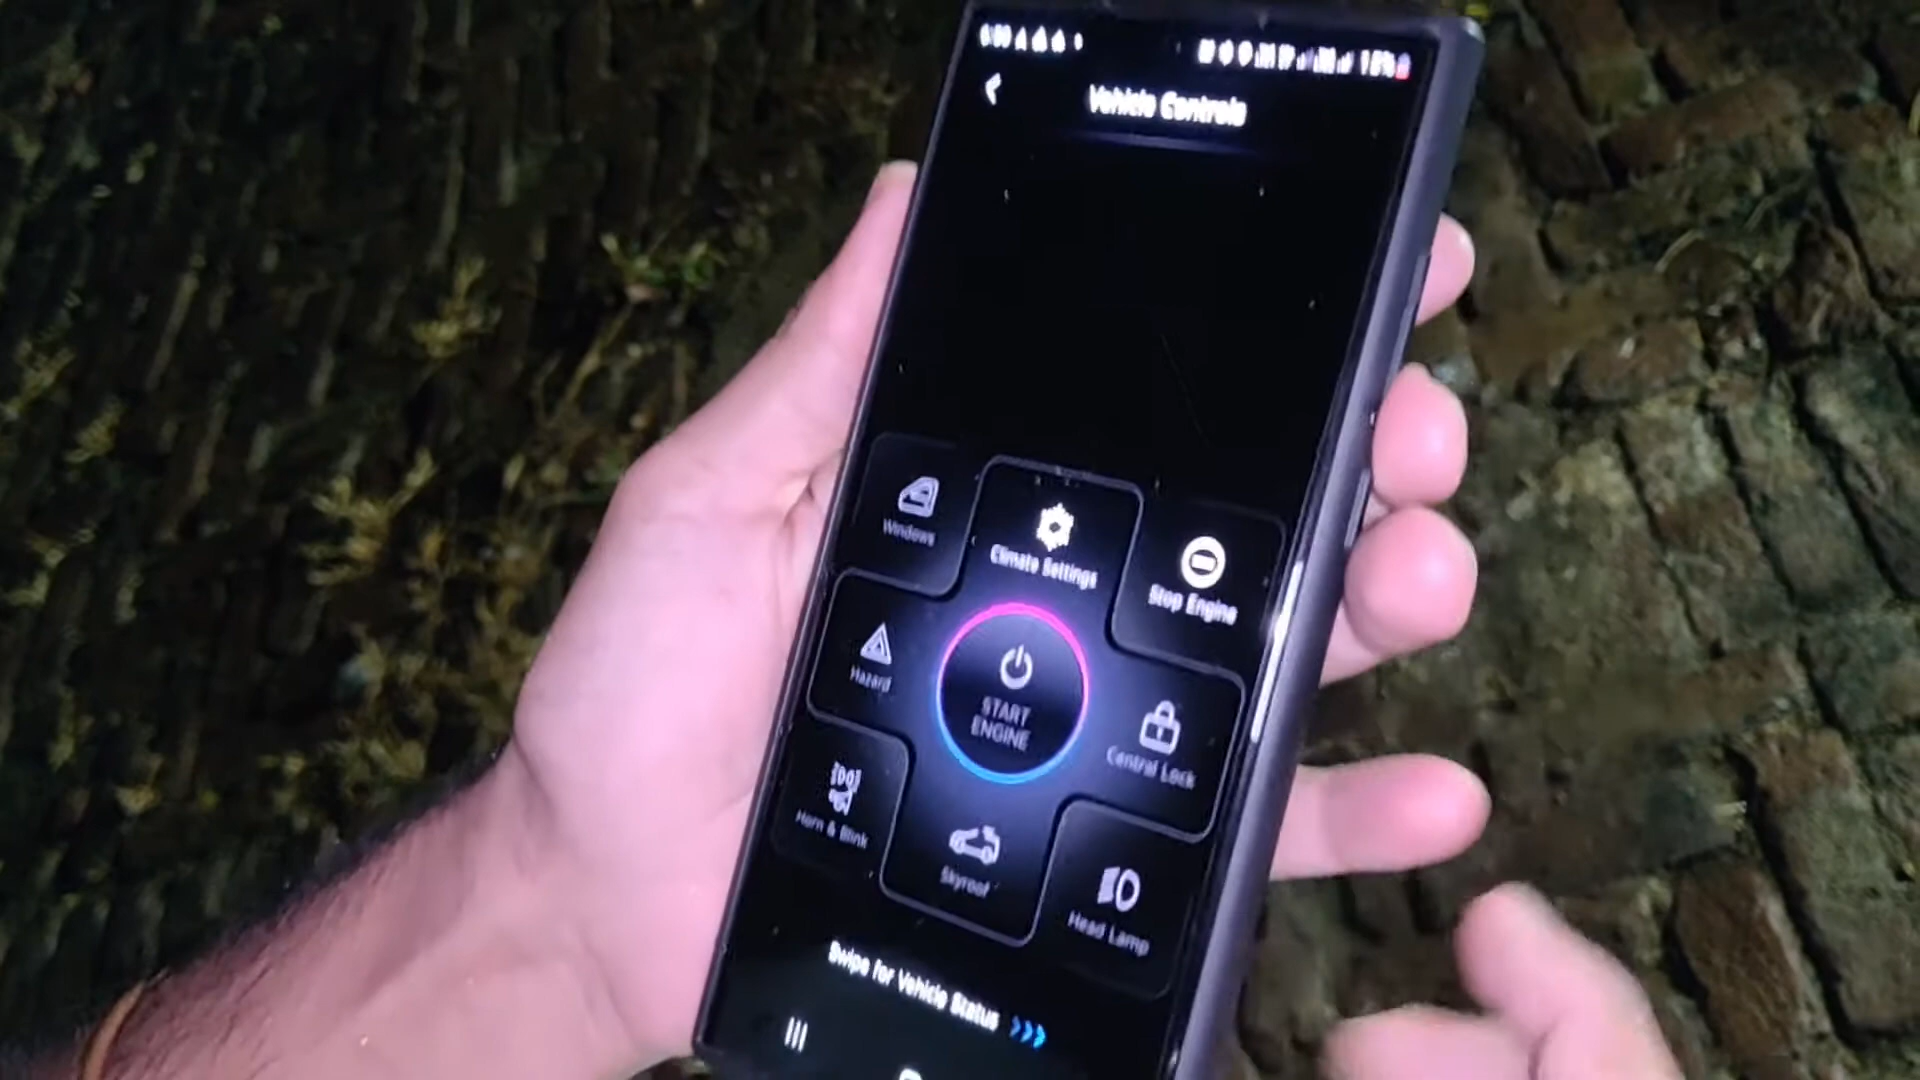 Vehicle Controls
Windows
Climate Settings
Stop Engine
Hazard
START
ENGINE
Central Lock
Horn & Blink
Skyroof
Head Lamp
Swipe for Vehicle Status